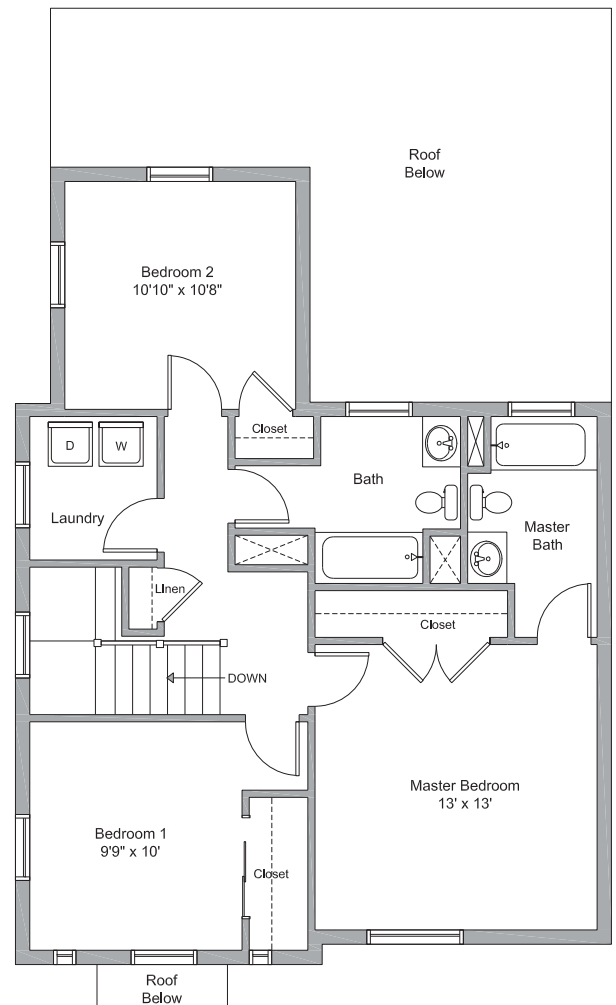 Roof
Below
Bedroom 2
10'10" x 10'8"
Closet
D
W
Bath
Laundry
Master
Bath
LInen
Closet
DOWN
Master Bedroom
13' x 13'
Bedroom 1
9'9" x 10'
Closet
Roof
Below